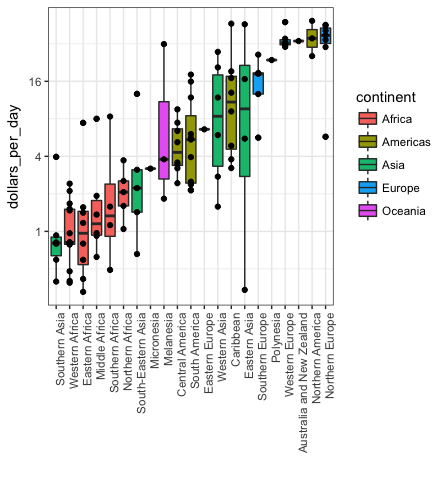 dollars_per_day
16
4
1
Southern Asia
Western Africa
Eastern Africa
Middle Africa
Southern Africa
Northern Africa
South-Eastern Asia
Micronesia
Melanesia
Central America
South America
Eastern Europe
Western Asia
Caribbean
Eastern Asia
Southern Europe
Polynesia
Western Europe
Australia and New Zealand
Northern America
Northern Europe
continent
Africa
Americas
Asia
Europe
Oceania